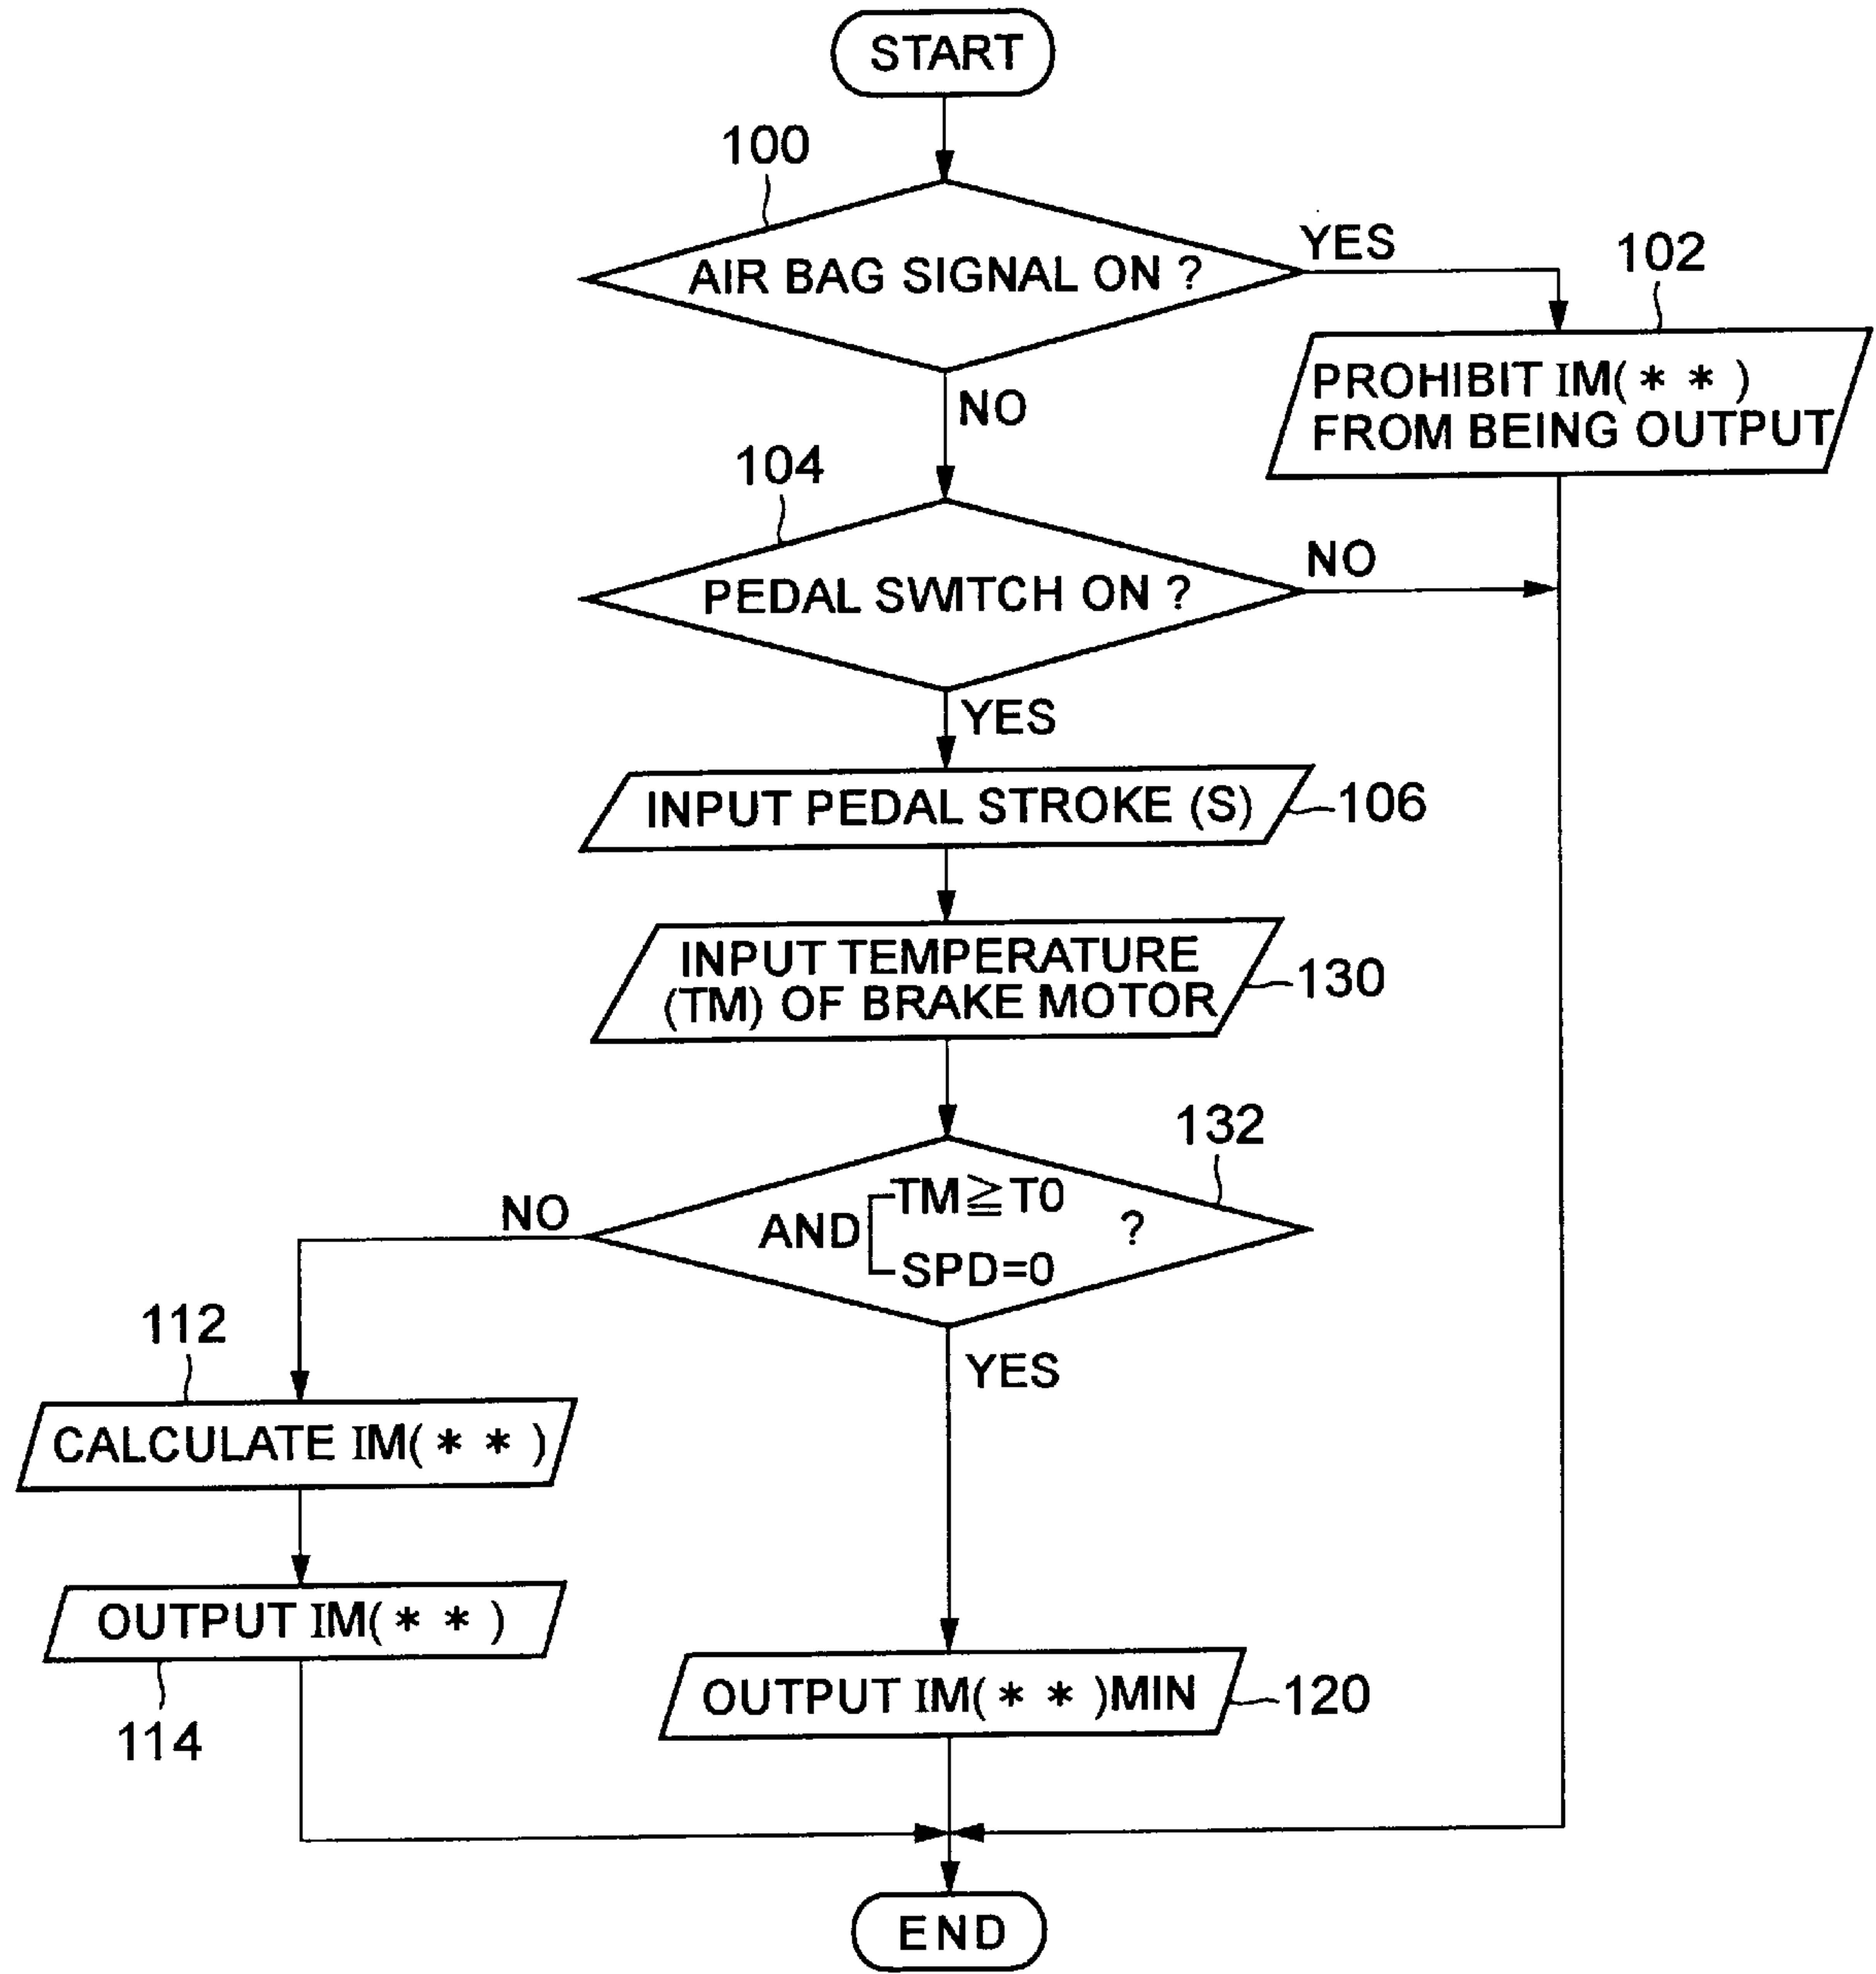 START
100
AIR BAG SIGNAL ON ?
YES
102
PROHIBIT IM(＊＊)
FROM BEING OUTPUT
NO
104
PEDAL SWITCH ON ?
NO
YES
INPUT PEDAL STROKE (S)
106
INPUT TEMPERATURE
(TM) OF BRAKE MOTOR
130
132
NO
TM≧T0
AND ?
SPD=0
112
YES
CALCULATE IM(＊＊)
OUTPUT IM(＊＊)
114
OUTPUT IM(＊＊)MIN
120
END